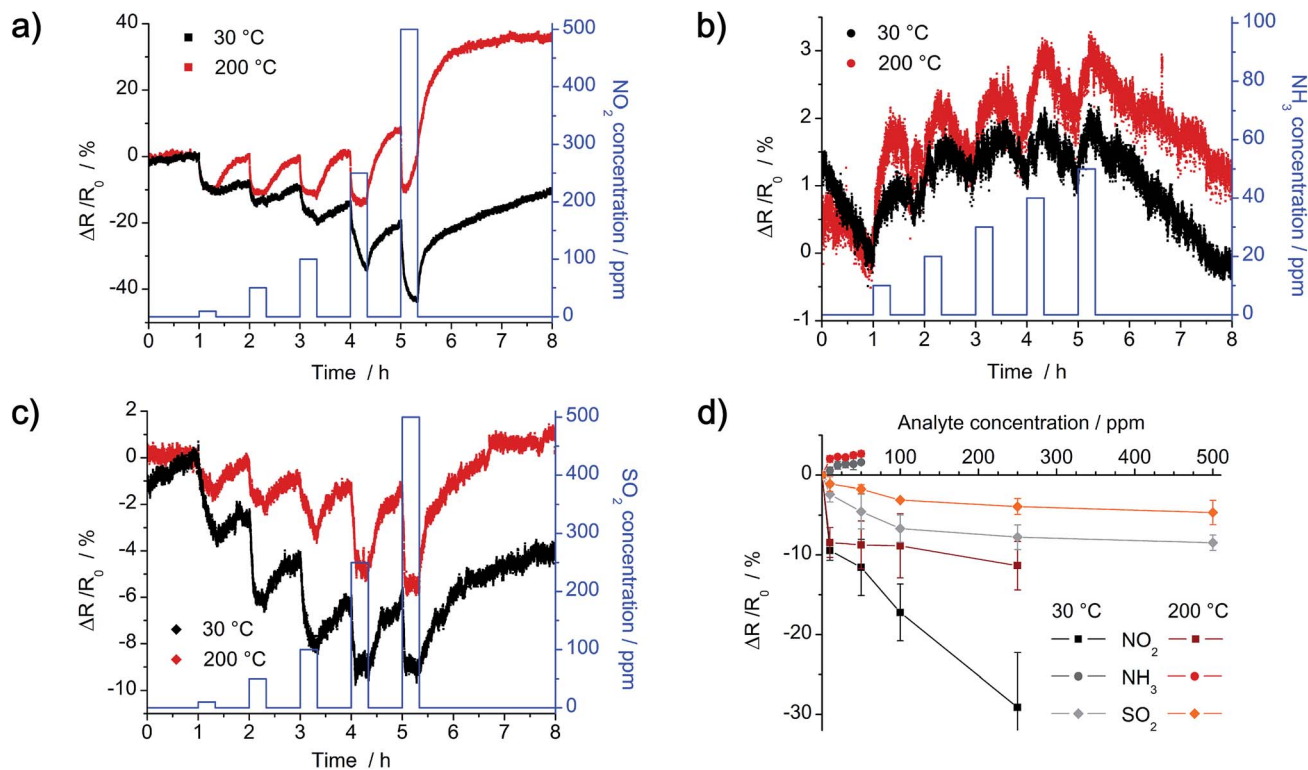 a)
40
20
0
-20
-40
ΔR /R₀ / %
30 °C
200 °C
500
400
350
300
250
200
150
100
50
0
NO₂ concentration / ppm
0 1 2 3 4 5 6 7 8
Time / h
b)
3
2
1
0
-1
ΔR /R₀ / %
30 °C
200 °C
100
80
60
40
20
0
NH₃ concentration / ppm
0 1 2 3 4 5 6 7 8
Time / h
c)
2
0
-2
-4
-6
-8
-10
ΔR /R₀ / %
30 °C
200 °C
500
400
300
200
100
0
SO₂ concentration / ppm
0 1 2 3 4 5 6 7 8
Time / h
d)
Analyte concentration / ppm
100 200 300 400 500
0
-10
-20
-30
ΔR /R₀ / %
30 °C 200 °C
NO₂
NH₃
SO₂